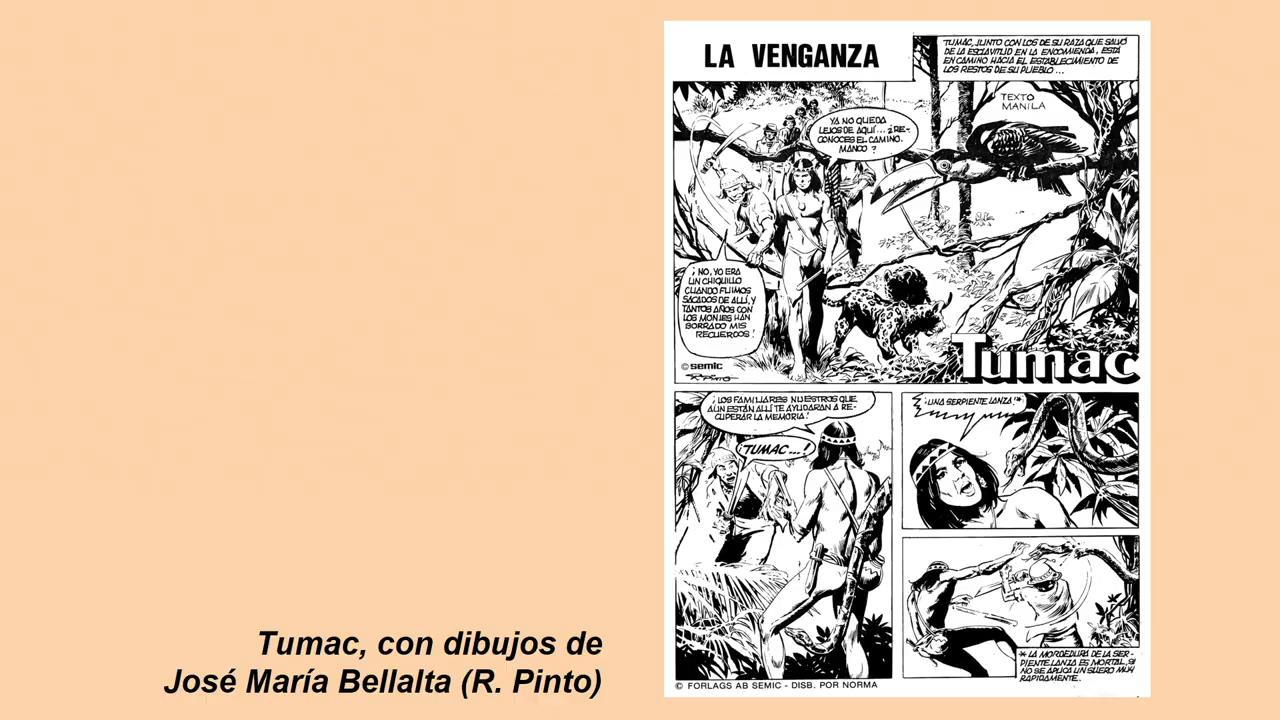 LA VENGANZA
TUMAC, JUNTO CON LOS DE SU RAZA QUE SALVÓ
DE LA ESCLAVITUD EN LA ENCOMIENDA, ESTÁ
EN CAMINO HACIA EL ESTABLECIMIENTO DE
LOS RESTOS DE SU PUEBLO...
TEXTO
MANILA
YA NO QUEDA
LEJOS DE AQUÍ... ¿RE-
CONOCES EL CAMINO,
MANCO?
¡NO, YO ERA
UN CHIQUILLO
CUANDO FUIMOS
SACADOS DE ALLÍ, Y
TANTOS AÑOS CON
LOS MONJES HAN
BORRADO MIS
RECUERDOS!
© semic
R. PINTO
Tumac
¡LOS FAMILIARES NUESTROS QUE
AÚN ESTÁN ALLÍ TE AYUDARAN A RE-
CUPERAR LA MEMORIA!
TUMAC...!
¡UNA SERPIENTE LANZA!*
* LA MORDEDURA DE LA SER-
PIENTE LANZA ES MORTAL, SI
NO SE APLICA UN SUERO MUY
RAPIDAMENTE.
© FORLAGS AB SEMIC - DISB. POR NORMA
Tumac, con dibujos de
José María Bellalta (R. Pinto)